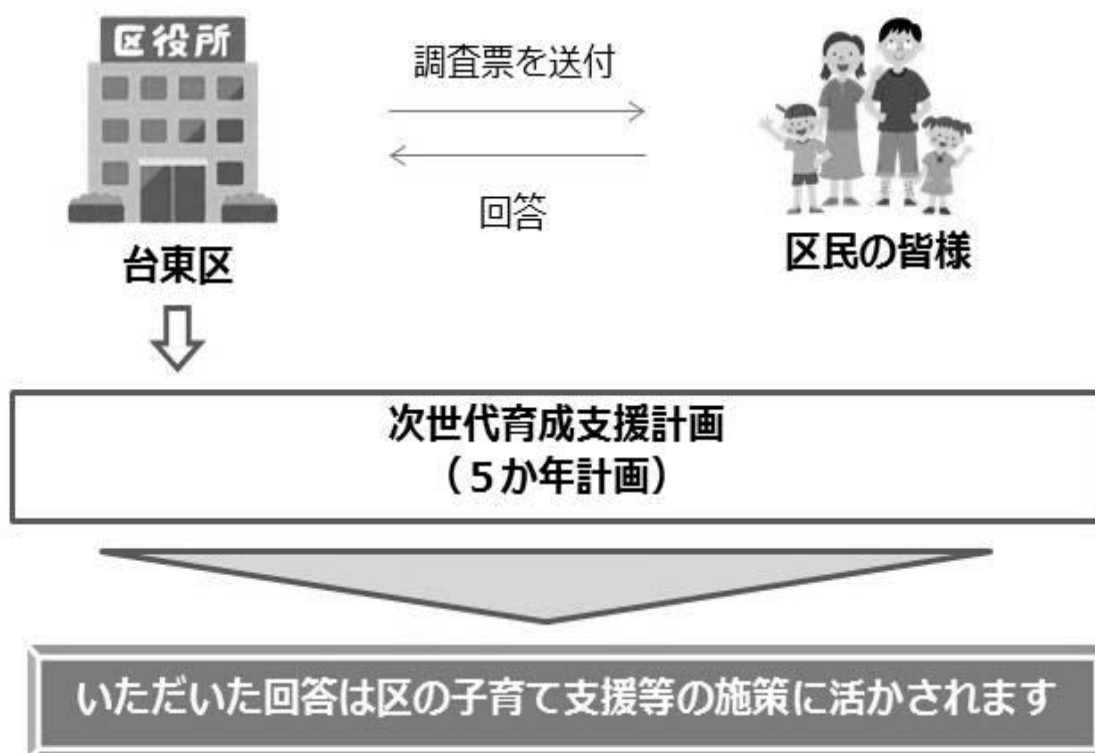 区役所
調査票を送付
回答
台東区
区民の皆様
次世代育成支援計画
（５か年計画）
いただいた回答は区の子育て支援等の施策に活かされます